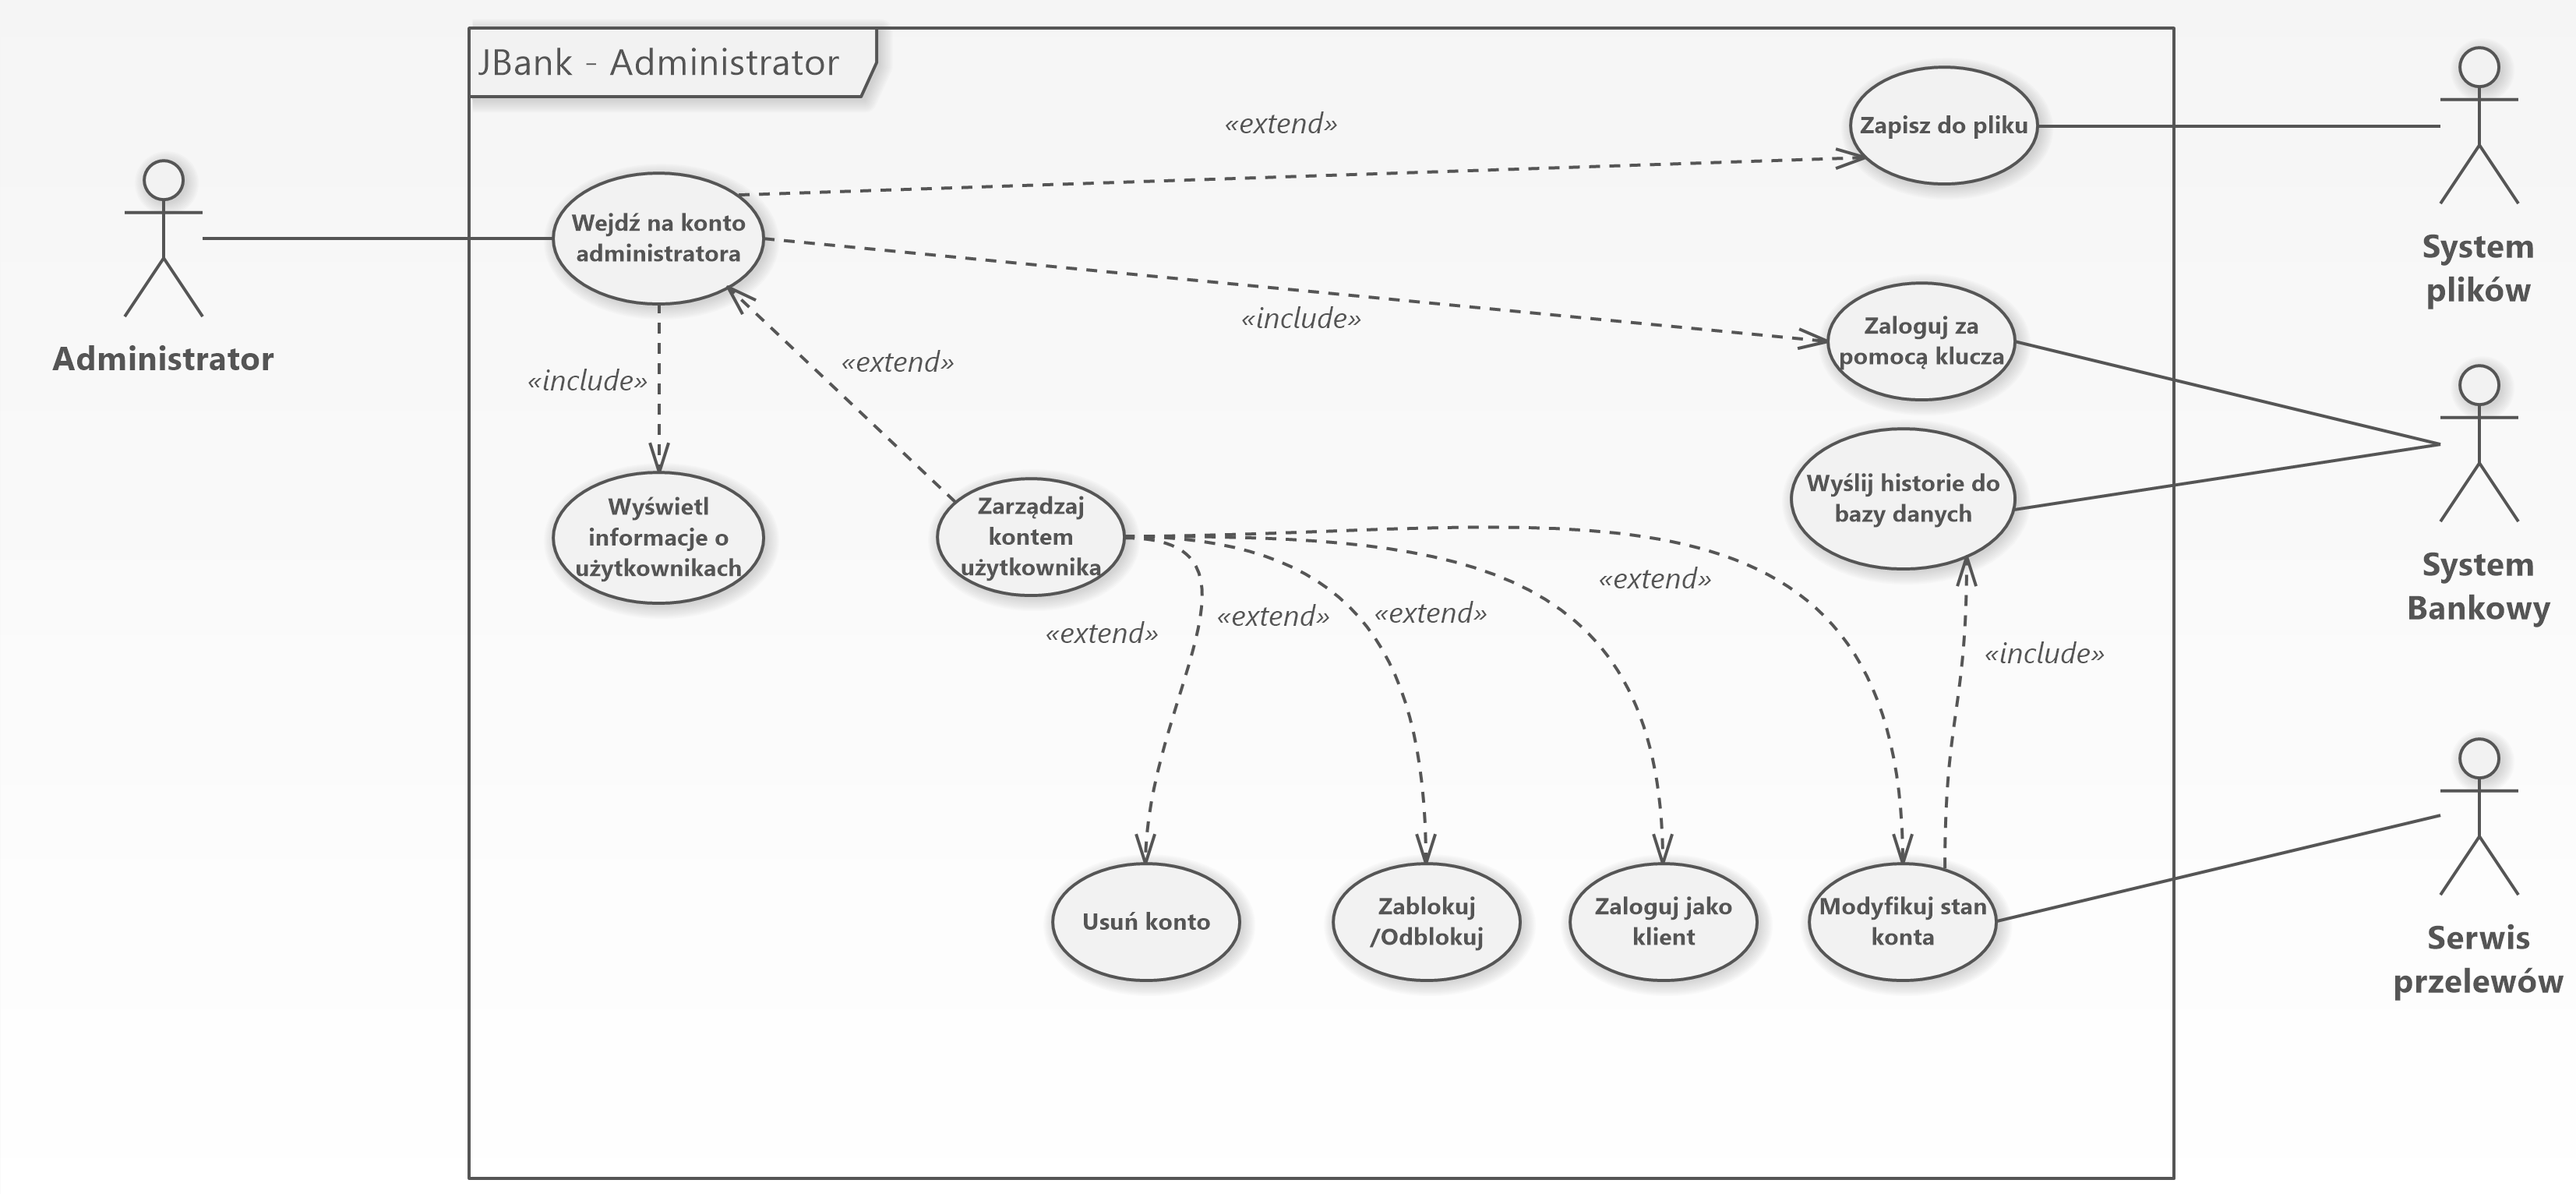 JBank - Administrator
«extend»
Zapisz do pliku
Wejdź na konto
administratora
System
plików
Administrator
«include»
Zaloguj za
pomocą klucza
«extend»
«include»
Wyświetl
informacje o
użytkownikach
Zarządzaj
kontem
użytkownika
Wyślij historie do
bazy danych
System
Bankowy
«extend»
«extend»
«extend»
«extend»
«include»
Usuń konto
Zablokuj
/Odblokuj
Zaloguj jako
klient
Modyfikuj stan
konta
Serwis
przelewów